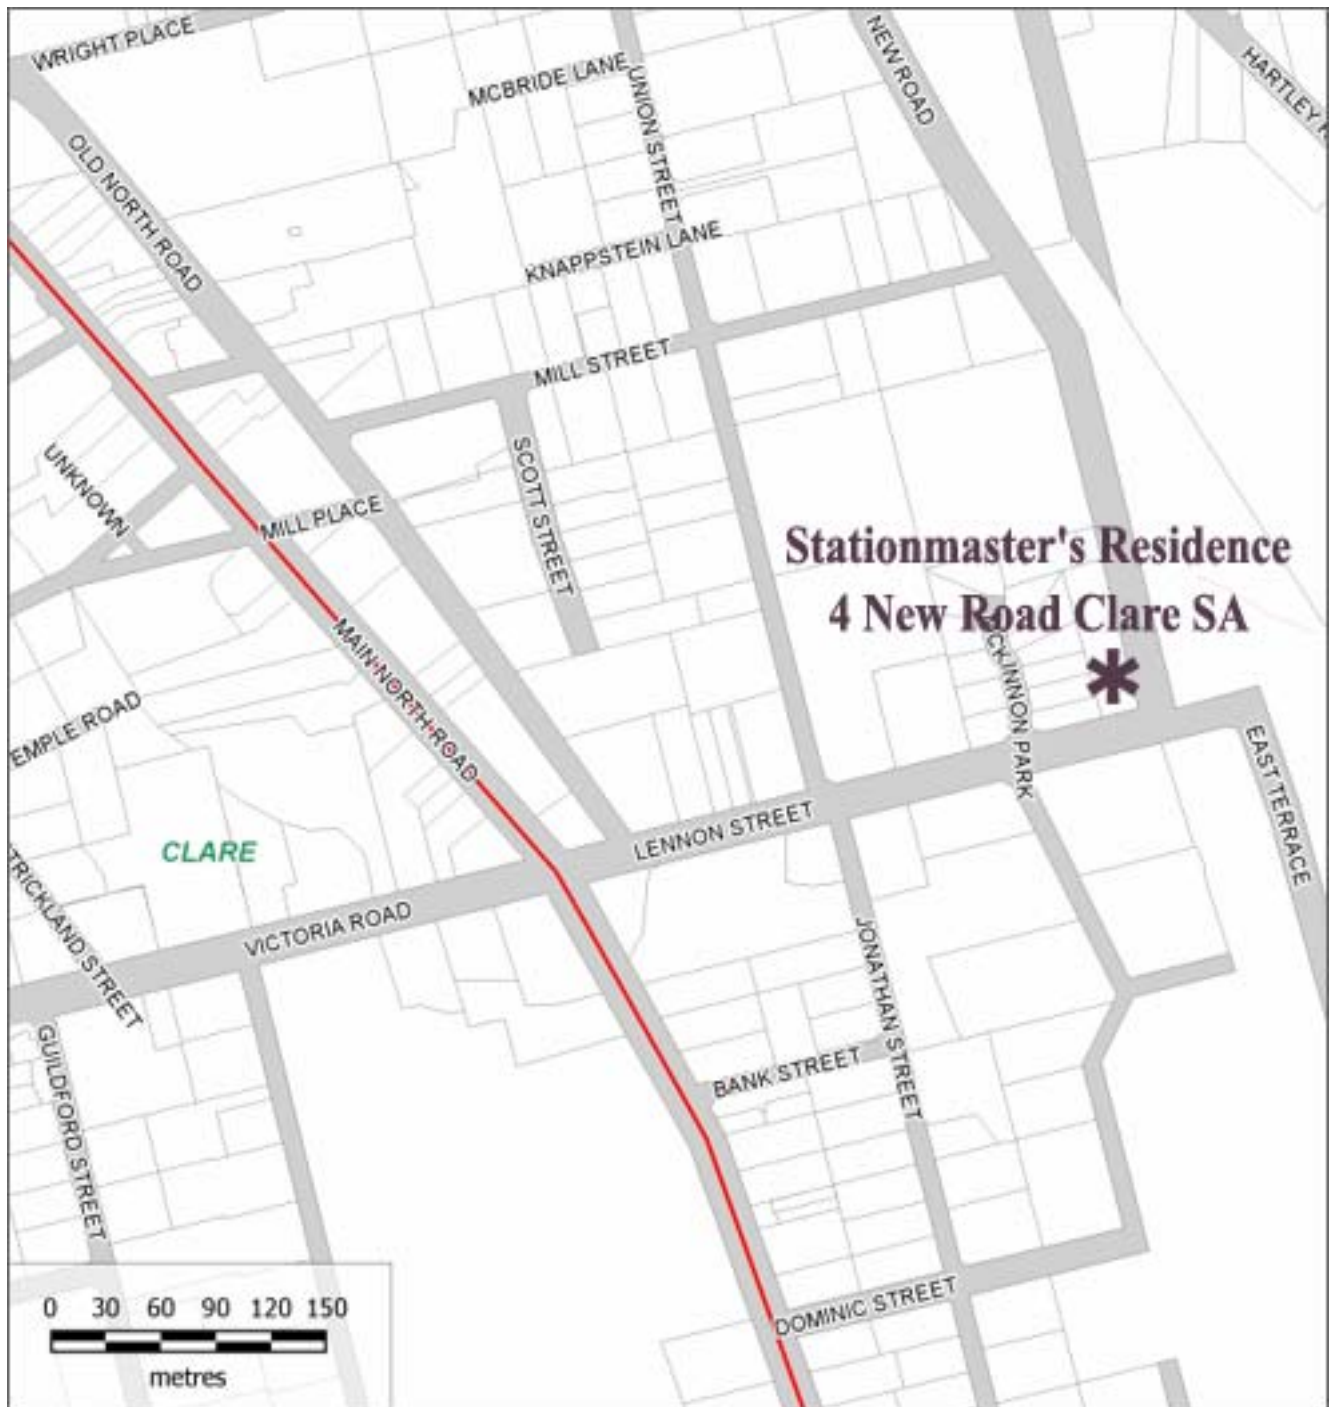 WRIGHT PLACE
HARTLEY R
NEW ROAD
MCBRIDE LANE
UNION STREET
OLD NORTH ROAD
KNAPPSTEIN LANE
MILL STREET
UNKNOWN
SCOTT STREET
MILL PLACE
Stationmaster's Residence
4 New Road Clare SA
*
CKINNON PARK
MAIN NORTH ROAD
EMPLE ROAD
EAST TERRACE
LENNON STREET
CLARE
TRICKLAND STREET
VICTORIA ROAD
JONATHAN STREET
GUILDFORD STREET
BANK STREET
DOMINIC STREET
0 30 60 90 120 150
metres